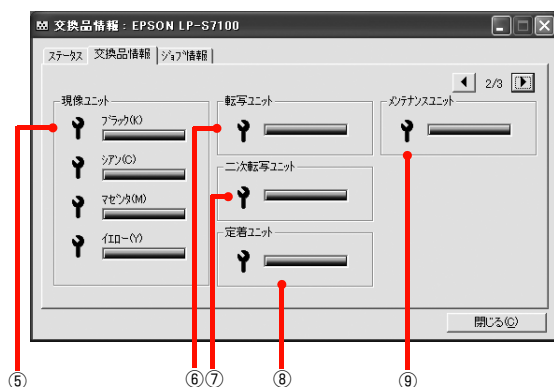 交換品情報 : EPSON LP-S7100
ステータス 交換品情報 ジョブ情報
2/3
現像ユニット
ブラック(K)
シアン(C)
マゼンタ(M)
イエロー(Y)
転写ユニット
二次転写ユニット
定着ユニット
メンテナンスユニット
閉じる(C)
⑤ ⑥ ⑦ ⑧ ⑨